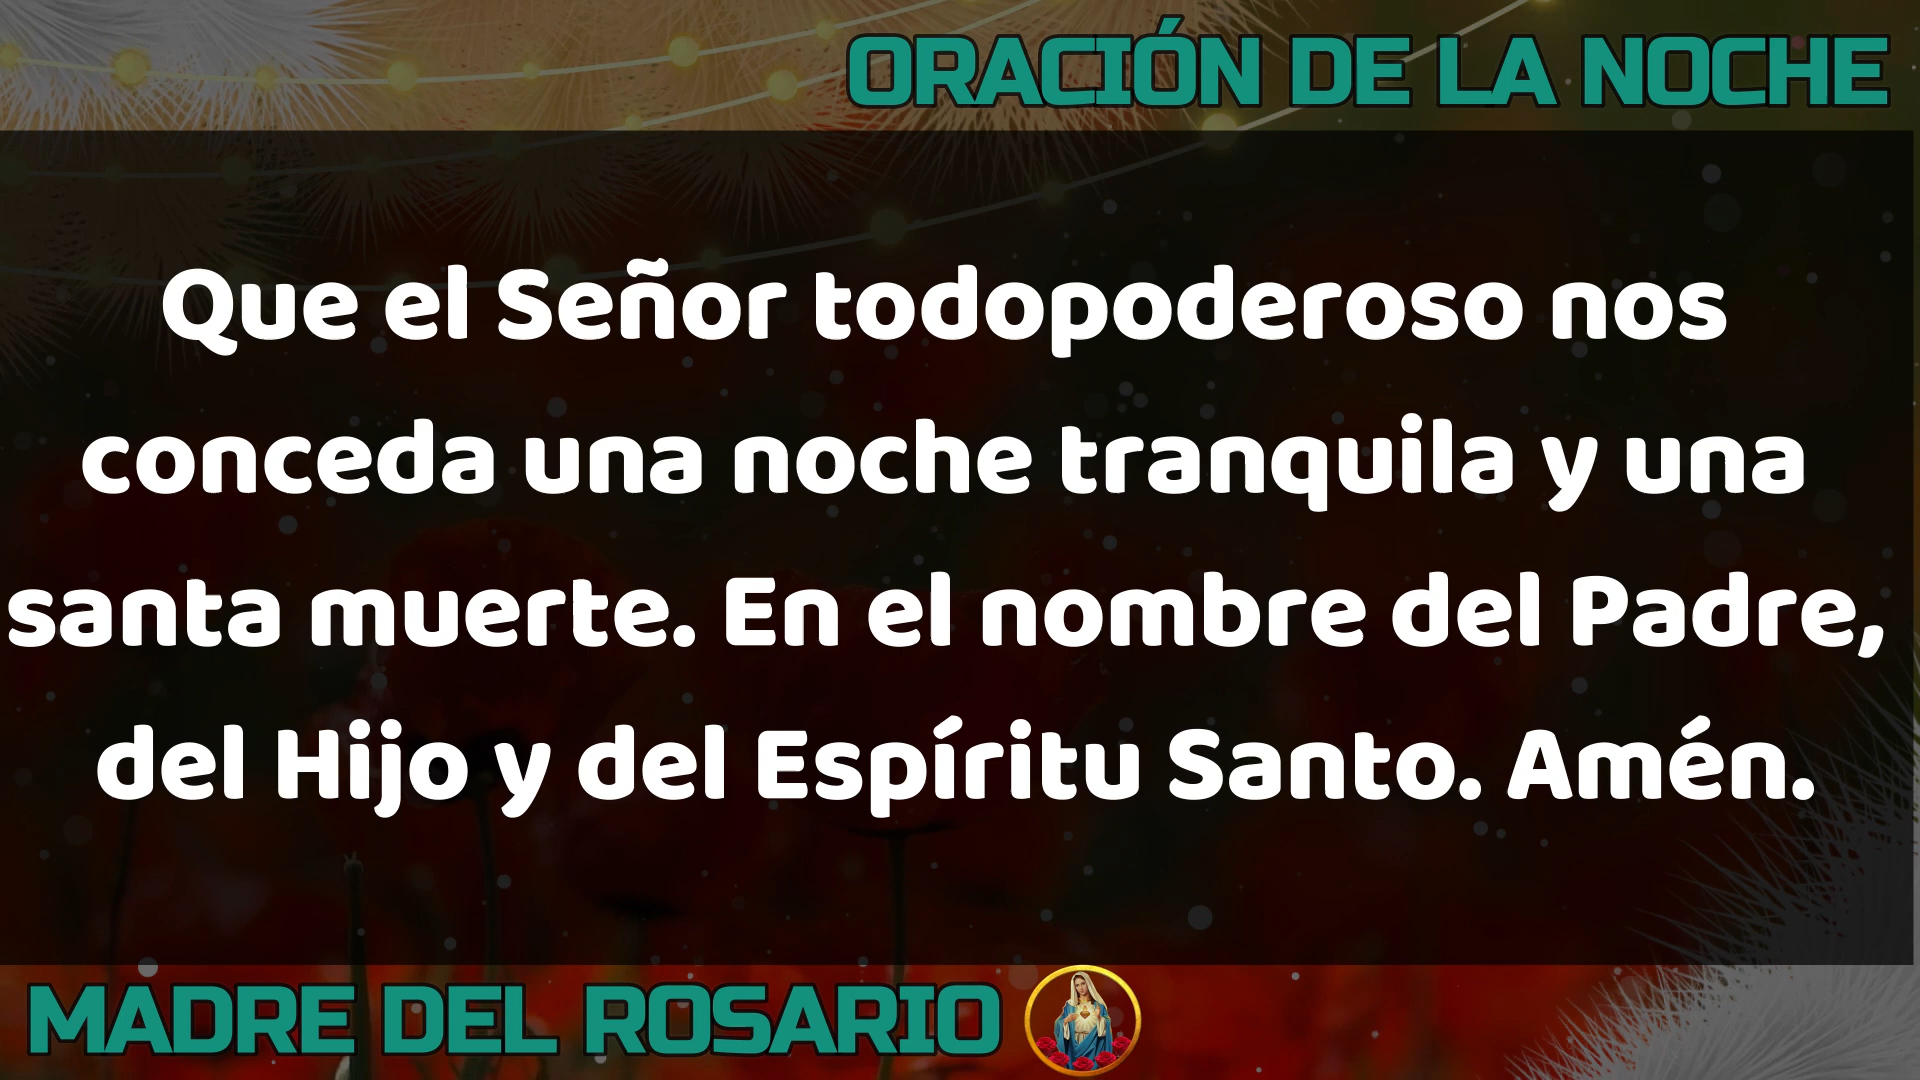 ORACIÓN DE LA NOCHE
Que el Señor todopoderoso nos
conceda una noche tranquila y una
santa muerte. En el nombre del Padre,
del Hijo y del Espíritu Santo. Amén.
MADRE DEL ROSARIO